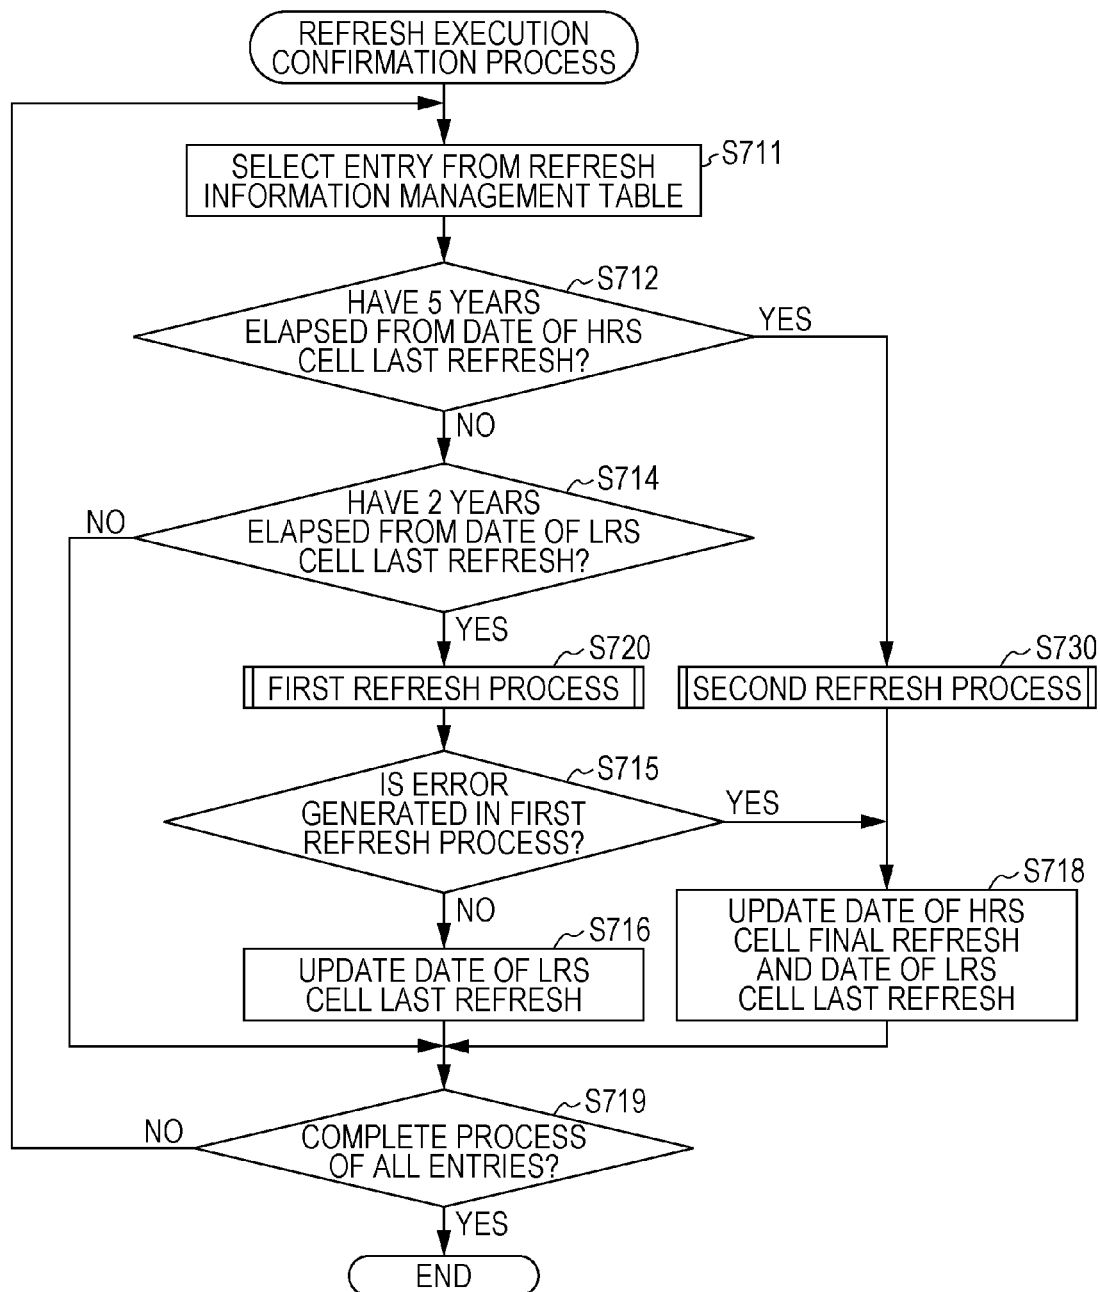 REFRESH EXECUTION
CONFIRMATION PROCESS
S711
SELECT ENTRY FROM REFRESH
INFORMATION MANAGEMENT TABLE
S712
HAVE 5 YEARS
ELAPSED FROM DATE OF HRS
CELL LAST REFRESH?
YES
NO
S714
HAVE 2 YEARS
ELAPSED FROM DATE OF LRS
CELL LAST REFRESH?
NO
YES
S720
FIRST REFRESH PROCESS
S730
SECOND REFRESH PROCESS
S715
IS ERROR
GENERATED IN FIRST
REFRESH PROCESS?
YES
NO
S716
UPDATE DATE OF LRS
CELL LAST REFRESH
S718
UPDATE DATE OF HRS
CELL FINAL REFRESH
AND DATE OF LRS
CELL LAST REFRESH
S719
COMPLETE PROCESS
OF ALL ENTRIES?
NO
YES
END